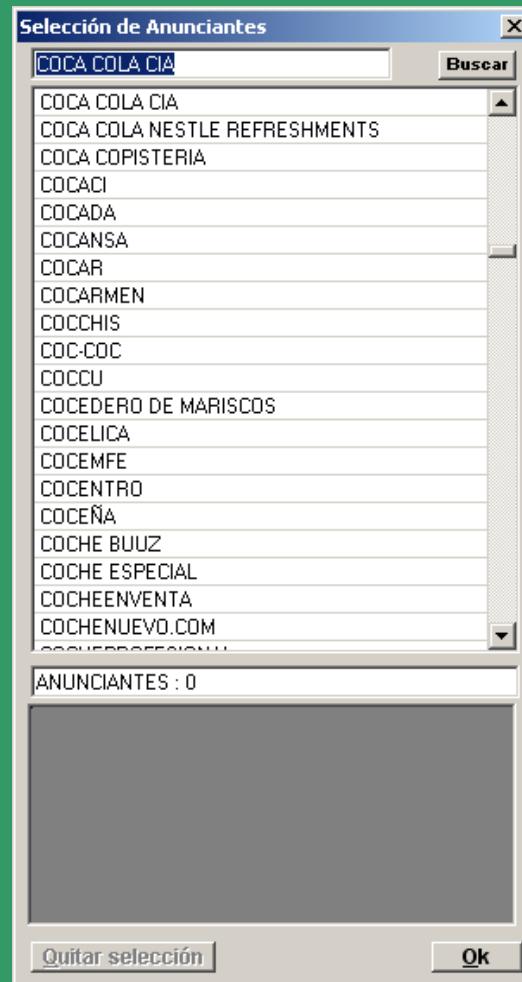 Selección de Anunciantes
COCA COLA CIA
Buscar
COCA COLA CIA
COCA COLA NESTLE REFRESHMENTS
COCA COPISTERIA
COCACI
COCADA
COCANSA
COCAR
COCARMEN
COCCHIS
COC-COC
COCCU
COCEDERO DE MARISCOS
COCELICA
COCEMFE
COCENTRO
COCEÑA
COCHE BUUZ
COCHE ESPECIAL
COCHEENVENTA
COCHENUEVO.COM
ANUNCIANTES : 0
Quitar selección
Ok